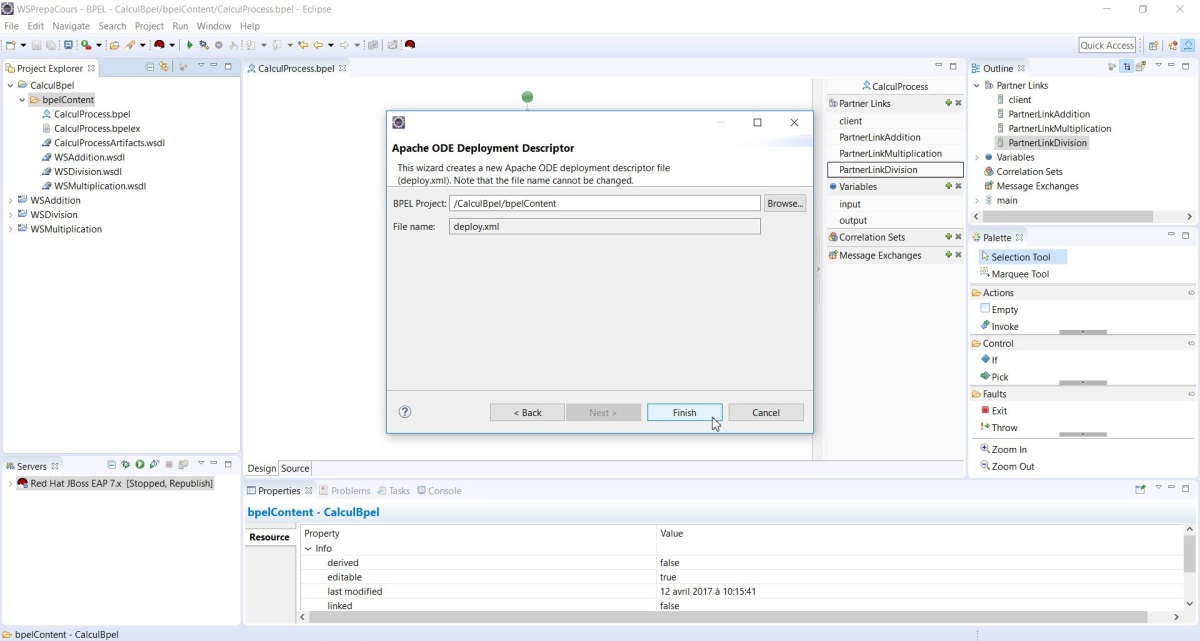 WSPrepaCours - BPEL - CalculBpel/bpelContent/CalculProcess.bpel - Eclipse
File Edit Navigate Search Project Run Window Help
Quick Access
Project Explorer
CalculBpel
bpelContent
CalculProcess.bpel
CalculProcess.bpelex
CalculProcessArtifacts.wsdl
WSAddition.wsdl
WSDivision.wsdl
WSMultiplication.wsdl
WSAddition
WSDivision
WSMultiplication
CalculProcess.bpel
Apache ODE Deployment Descriptor
This wizard creates a new Apache ODE deployment descriptor file
(deploy.xml). Note that the file name cannot be changed.
BPEL Project: /CalculBpel/bpelContent Browse...
File name: deploy.xml
? < Back Next > Finish Cancel
Design Source
CalculProcess
Partner Links
client
PartnerLinkAddition
PartnerLinkMultiplication
PartnerLinkDivision
Variables
input
output
Correlation Sets
Message Exchanges
Outline
Partner Links
client
PartnerLinkAddition
PartnerLinkMultiplication
PartnerLinkDivision
Variables
Correlation Sets
Message Exchanges
main
Palette
Selection Tool
Marquee Tool
Actions
Empty
Invoke
Control
If
Pick
Faults
Exit
Throw
Zoom In
Zoom Out
Servers
Red Hat JBoss EAP 7.x [Stopped, Republish]
Properties Problems Tasks Console
bpelContent - CalculBpel
Resource
Property Value
Info
derived false
editable true
last modified 12 avril 2017 à 10:15:41
linked false
bpelContent - CalculBpel